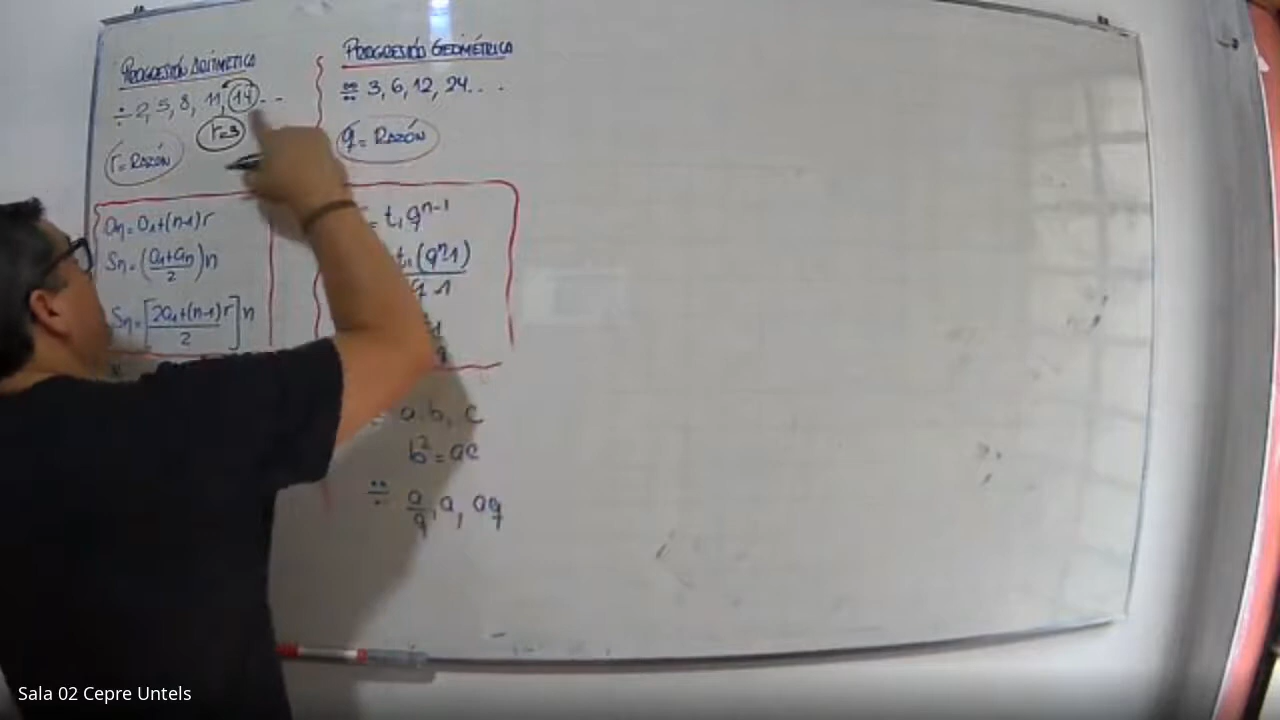 PROGRESIÓN ARITMÉTICA
÷ 2, 5, 8, 11, 14 . . .
r=3
r = RAZÓN
an = a1+(n-1)r
Sn = (a1+an/2)n
Sn = [2a1+(n-1)r/2]n
PROGRESIÓN GEOMÉTRICA
∺ 3, 6, 12, 24. . .
q = RAZÓN
= t1 q^n-1
t1(q^n-1)
q-1
a, b, c
b² = ac
a/q, a, aq
Sala 02 Cepre Untels